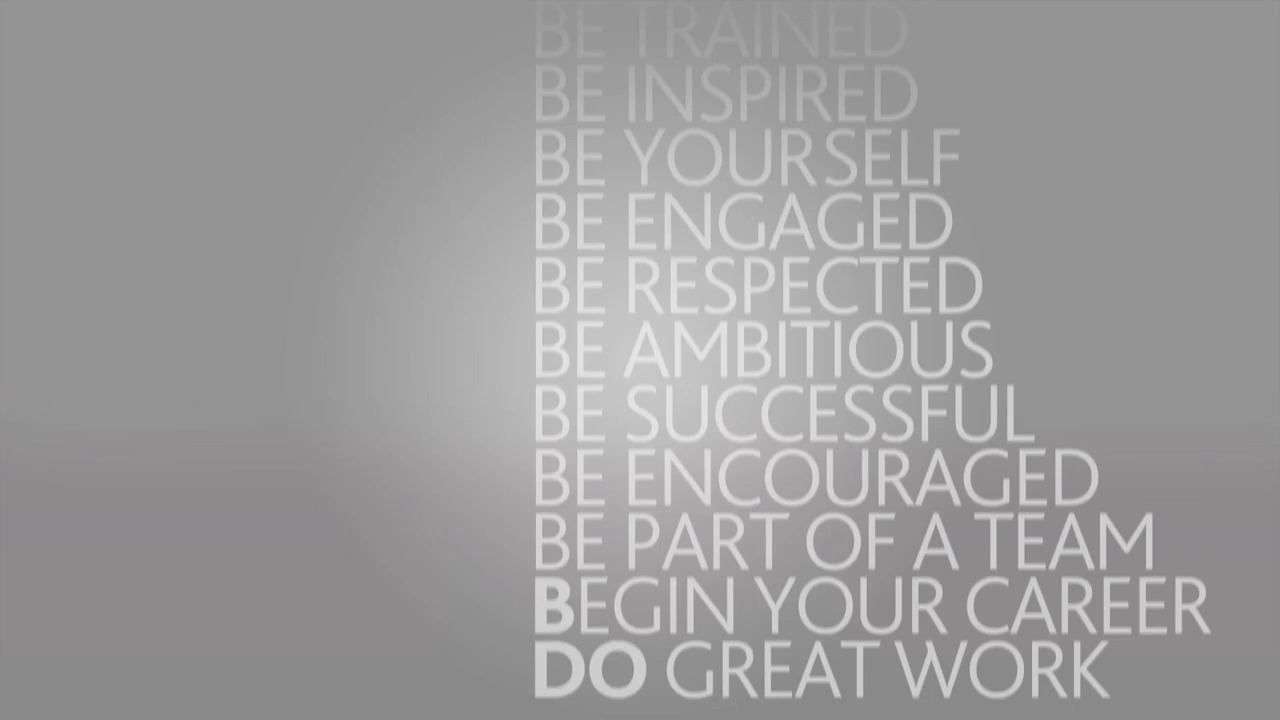 BE TRAINED
BE INSPIRED
BE YOURSELF
BE ENGAGED
BE RESPECTED
BE AMBITIOUS
BE SUCCESSFUL
BE ENCOURAGED
BE PART OF A TEAM
BEGIN YOUR CAREER
DO GREAT WORK